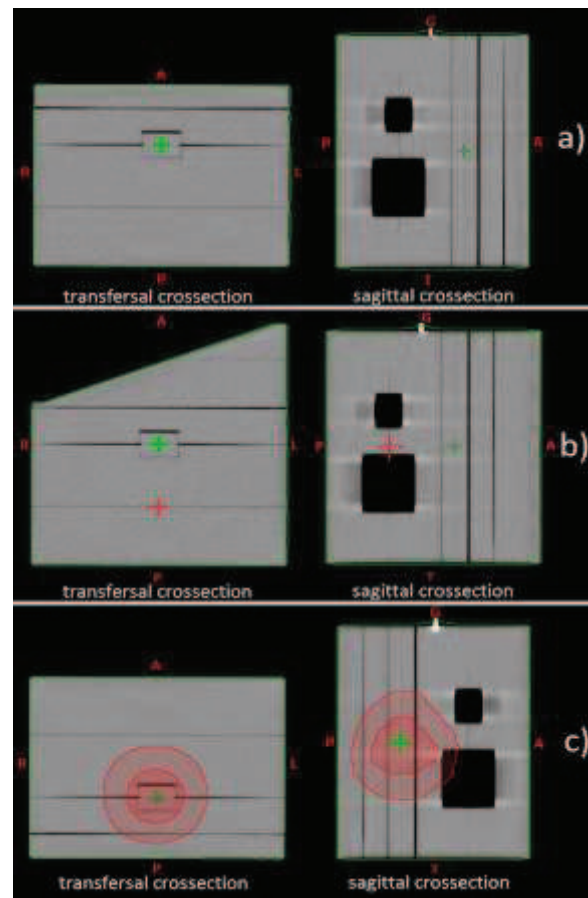 A
G
P
a)
transfersal crossection
sagittal crossection
A
G
L
P
A
b)
transfersal crossection
sagittal crossection
A
G
L
A
c)
P
transfersal crossection
sagittal crossection